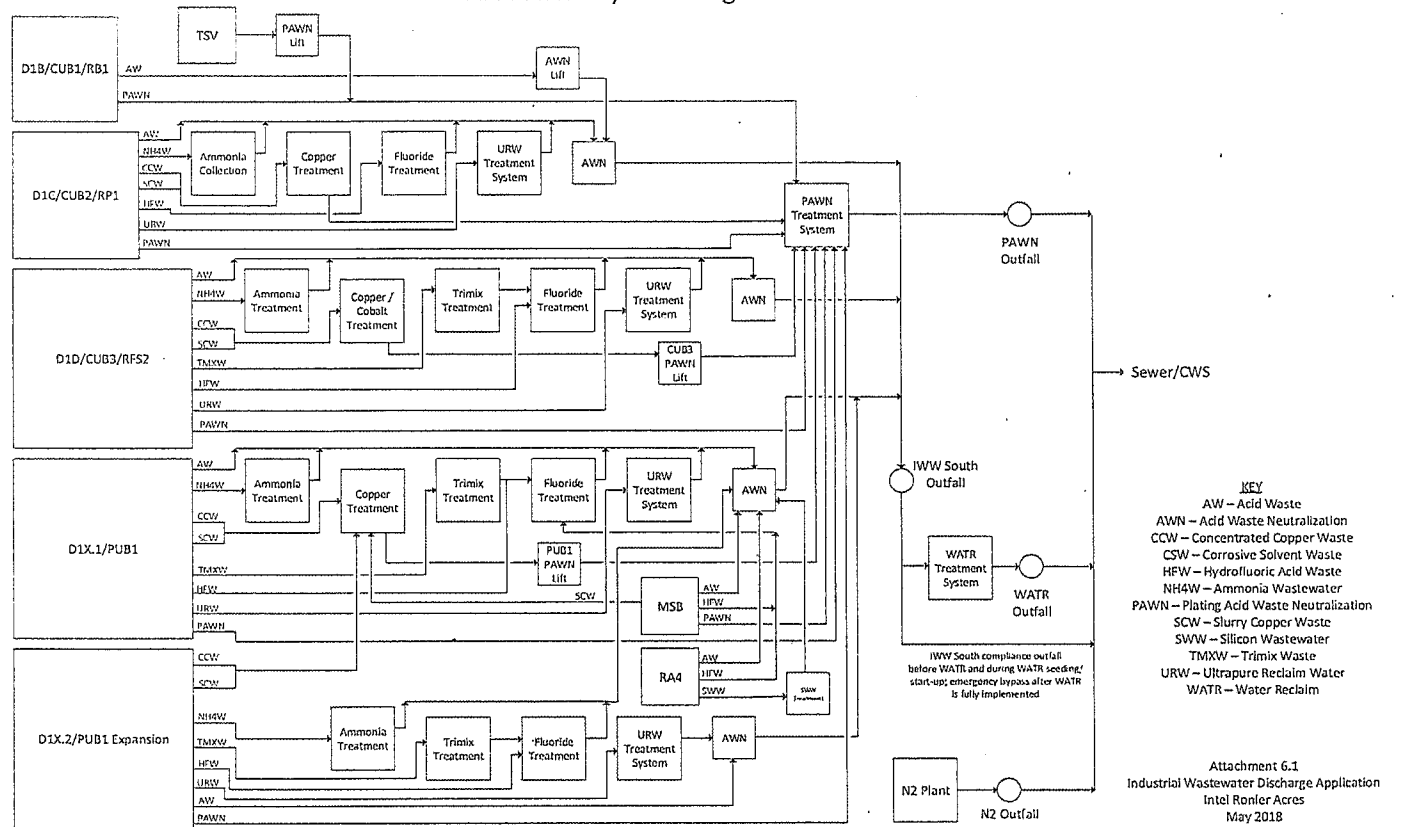 TSV
PAWN
Lift
D1B/CUB1/RB1
AW
PAWN
AWN
Lift
D1C/CUB2/RP1
AW
NH4W
CCW
SCW
HFW
URW
PAWN
Ammonia
Collection
Copper
Treatment
Fluoride
Treatment
URW
Treatment
System
AWN
PAWN
Treatment
System
PAWN
Outfall
D1D/CUB3/RFS2
AW
NH4W
CCW
SCW
TMXW
HFW
URW
PAWN
Ammonia
Treatment
Copper /
Cobalt
Treatment
Trimix
Treatment
Fluoride
Treatment
URW
Treatment
System
AWN
CUB3
PAWN
Lift
Sewer/CWS
D1X.1/PUB1
AW
NH4W
CCW
SCW
TMXW
HFW
URW
PAWN
Ammonia
Treatment
Copper
Treatment
Trimix
Treatment
Fluoride
Treatment
URW
Treatment
System
AWN
PUB1
PAWN
Lift
SCW
MSB
AW
HFW
PAWN
RA4
AW
HFW
SWW
SWW
Treatment
IWW South
Outfall
WATR
Treatment
System
WATR
Outfall
IWW South compliance outfall
before WATR and during WATR seeding/
start-up; emergency bypass after WATR
is fully implemented
D1X.2/PUB1 Expansion
CCW
SCW
NH4W
TMXW
HFW
URW
AW
PAWN
Ammonia
Treatment
Trimix
Treatment
Fluoride
Treatment
URW
Treatment
System
AWN
N2 Plant
N2 Outfall
KEY
AW – Acid Waste
AWN – Acid Waste Neutralization
CCW – Concentrated Copper Waste
CSW – Corrosive Solvent Waste
HFW – Hydrofluoric Acid Waste
NH4W – Ammonia Wastewater
PAWN – Plating Acid Waste Neutralization
SCW – Slurry Copper Waste
SWW – Silicon Wastewater
TMXW – Trimix Waste
URW – Ultrapure Reclaim Water
WATR – Water Reclaim
Attachment 6.1
Industrial Wastewater Discharge Application
Intel Ronler Acres
May 2018